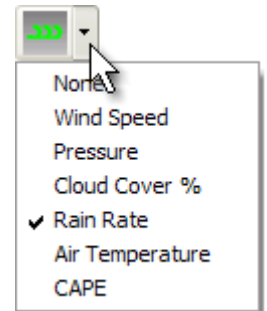 None
Wind Speed
Pressure
Cloud Cover %
Rain Rate
Air Temperature
CAPE